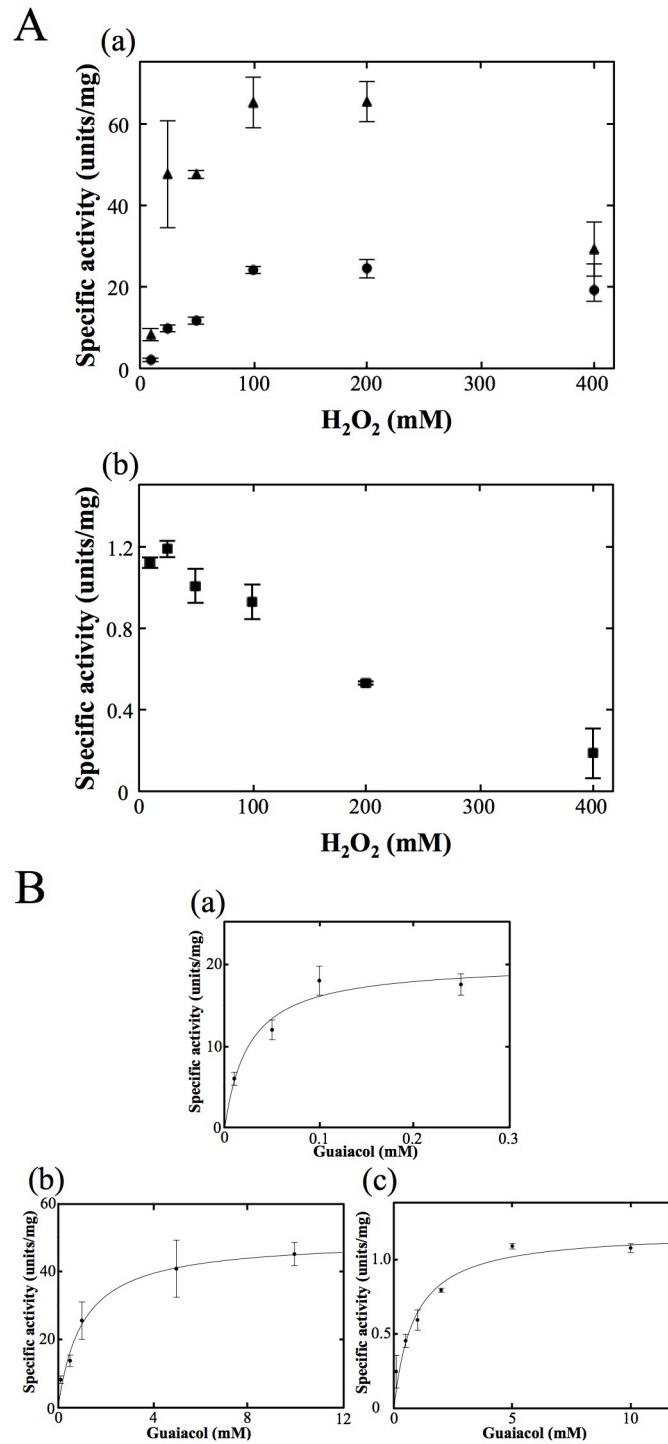 A
(a)
Specific activity (units/mg)
60
40
20
0
0 100 200 300 400
H₂O₂ (mM)
(b)
Specific activity (units/mg)
1.2
0.8
0.4
0
0 100 200 300 400
H₂O₂ (mM)
B
(a)
Specific activity (units/mg)
20
10
0
0 0.1 0.2 0.3
Guaiacol (mM)
(b)
Specific activity (units/mg)
60
40
20
0
0 4 8 12
Guaiacol (mM)
(c)
Specific activity (units/mg)
1.0
0.5
0
0 5 10
Guaiacol (mM)